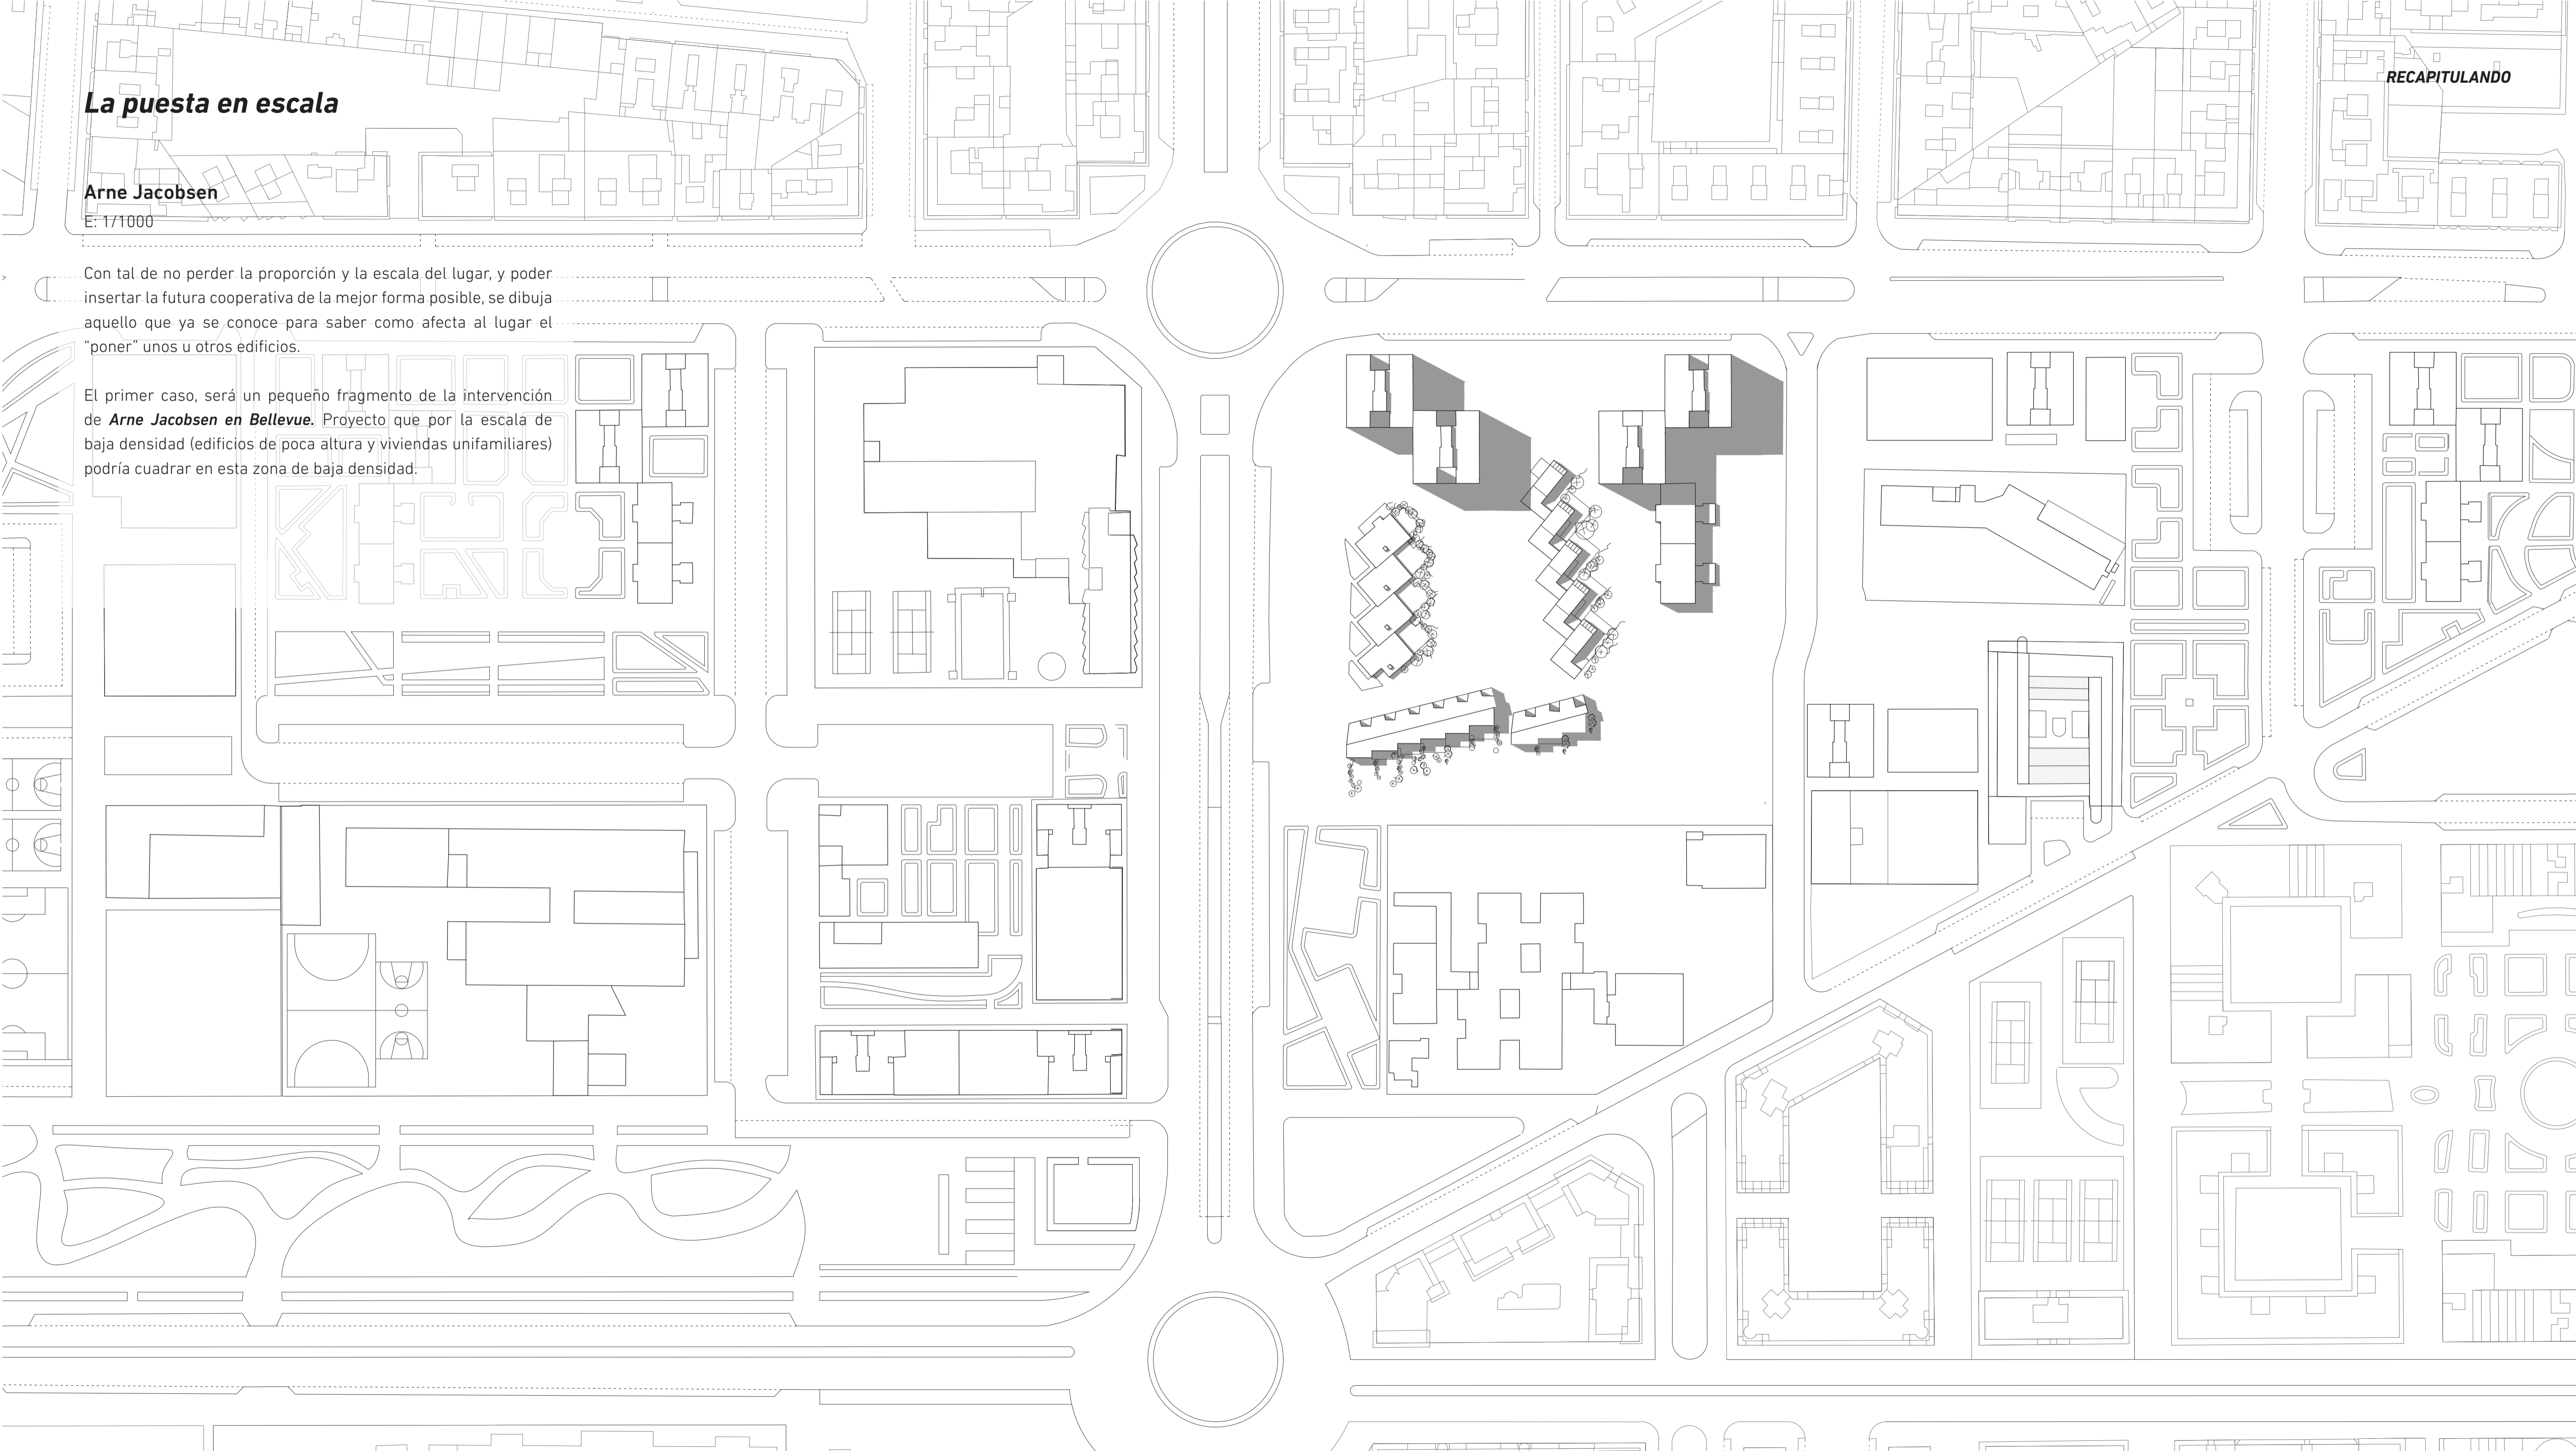 La puesta en escala
RECAPITULANDO
Arne Jacobsen
E: 1/1000
Con tal de no perder la proporción y la escala del lugar, y poder
insertar la futura cooperativa de la mejor forma posible, se dibuja
aquello que ya se conoce para saber como afecta al lugar el
“poner” unos u otros edificios.
El primer caso, será un pequeño fragmento de la intervención
de Arne Jacobsen en Bellevue. Proyecto que por la escala de
baja densidad (edificios de poca altura y viviendas unifamiliares)
podría cuadrar en esta zona de baja densidad.